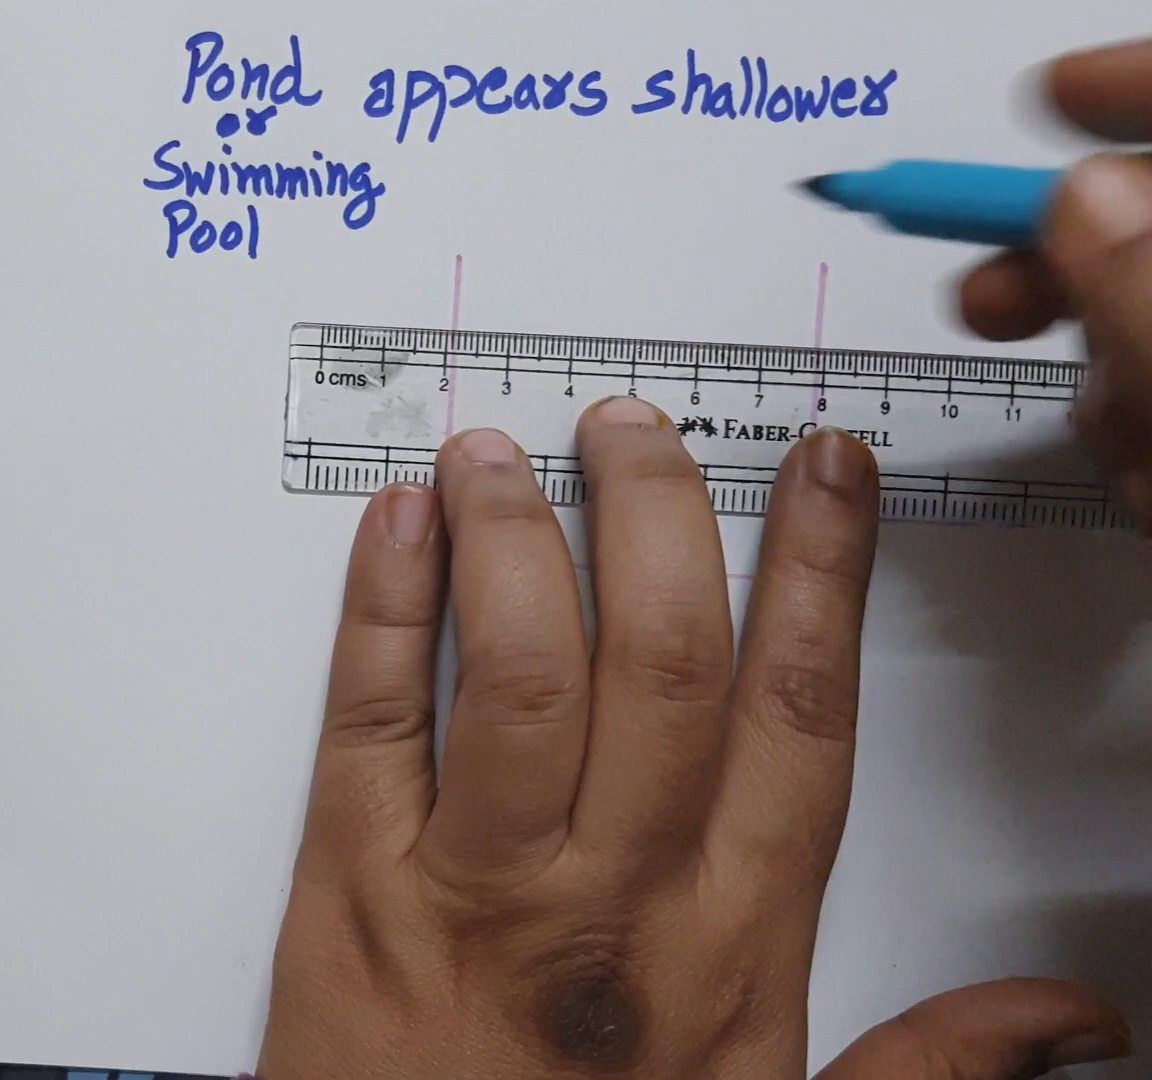 Pond appears shallower
or
Swimming
Pool
0 cms 1 2 3 4 5 6 7 8 9 10 11
FABER-C